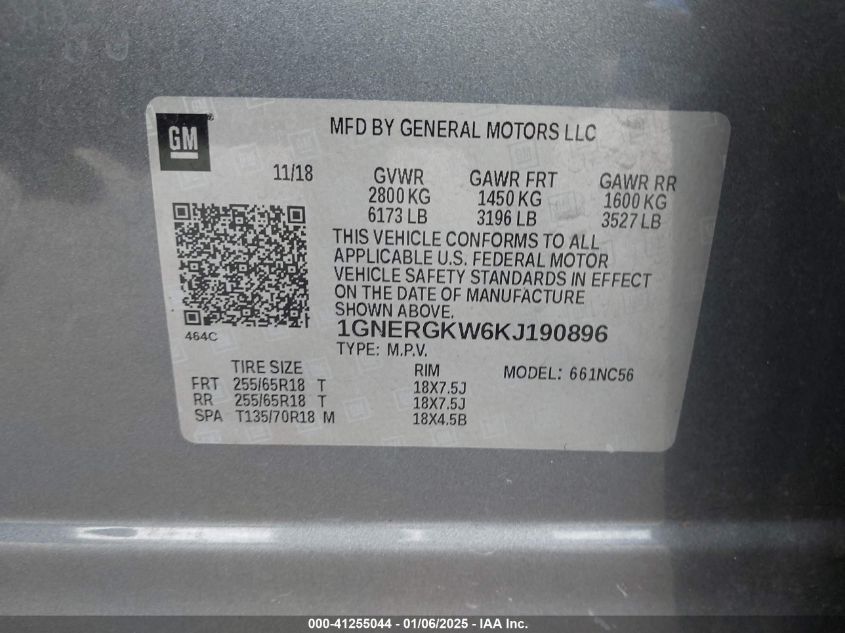 GM
MFD BY GENERAL MOTORS LLC
11/18 GVWR GAWR FRT GAWR RR
2800 KG 1450 KG 1600 KG
6173 LB 3196 LB 3527 LB
THIS VEHICLE CONFORMS TO ALL
APPLICABLE U.S. FEDERAL MOTOR
VEHICLE SAFETY STANDARDS IN EFFECT
ON THE DATE OF MANUFACTURE
SHOWN ABOVE.
464C
1GNERGKW6KJ190896
TYPE: M.P.V.
TIRE SIZE RIM MODEL: 661NC56
FRT 255/65R18 T 18X7.5J
RR 255/65R18 T 18X7.5J
SPA T135/70R18 M 18X4.5B
000-41255044 - 01/06/2025 - IAA Inc.